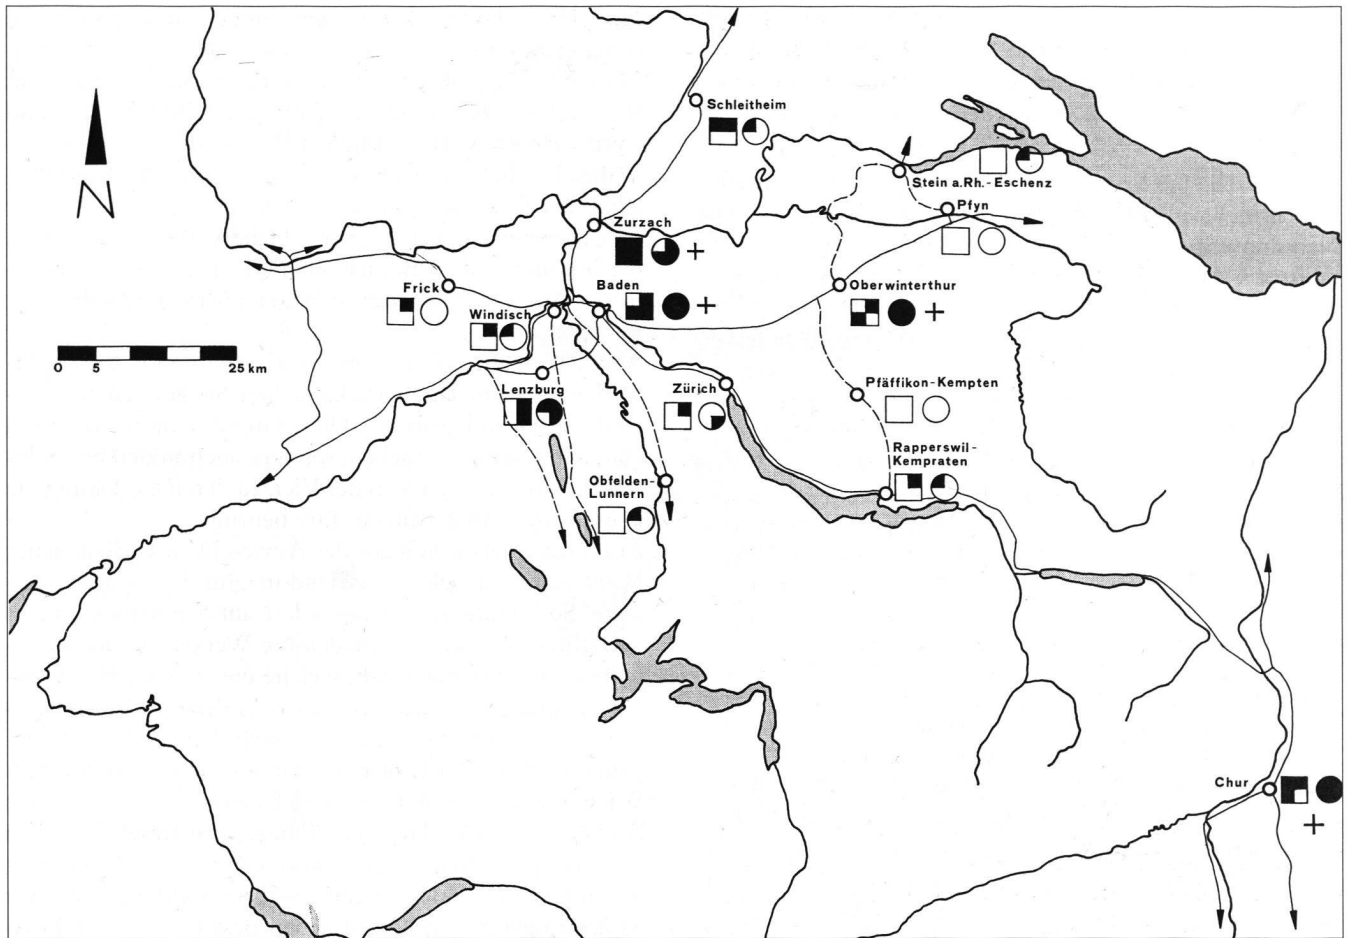 Schleitheim
Stein a.Rh.-Eschenz
Pfyn
Zurzach
Frick
Baden
Oberwinterthur
Windisch
N
0 5 25 km
Lenzburg
Zürich
Pfäffikon-Kempten
Rapperswil-
Kempraten
Obfelden-
Lunnern
Chur